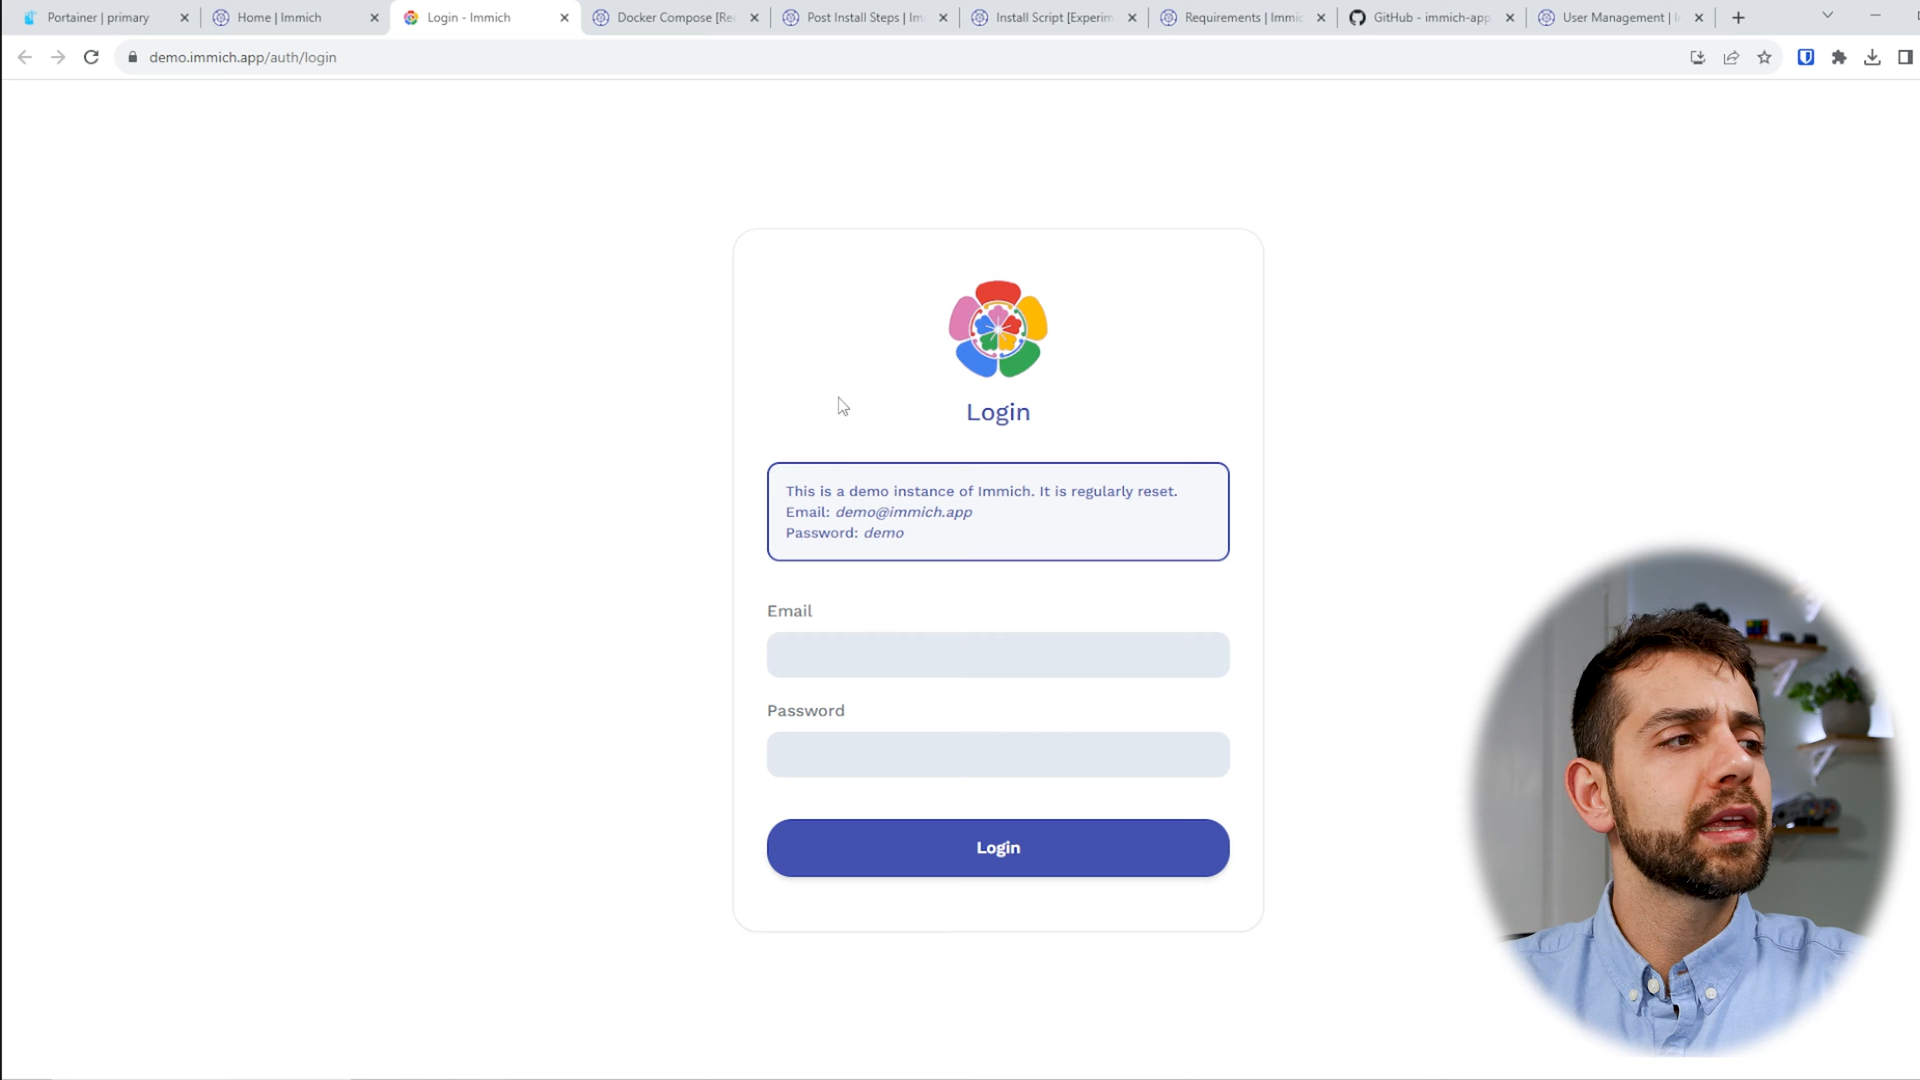 Portainer | primary
Home | Immich
Login - Immich
Docker Compose [Rec
Post Install Steps | Im
Install Script [Experim
Requirements | Immic
GitHub - immich-app
User Management | I
demo.immich.app/auth/login
Login
This is a demo instance of Immich. It is regularly reset.
Email: demo@immich.app
Password: demo
Email
Password
Login